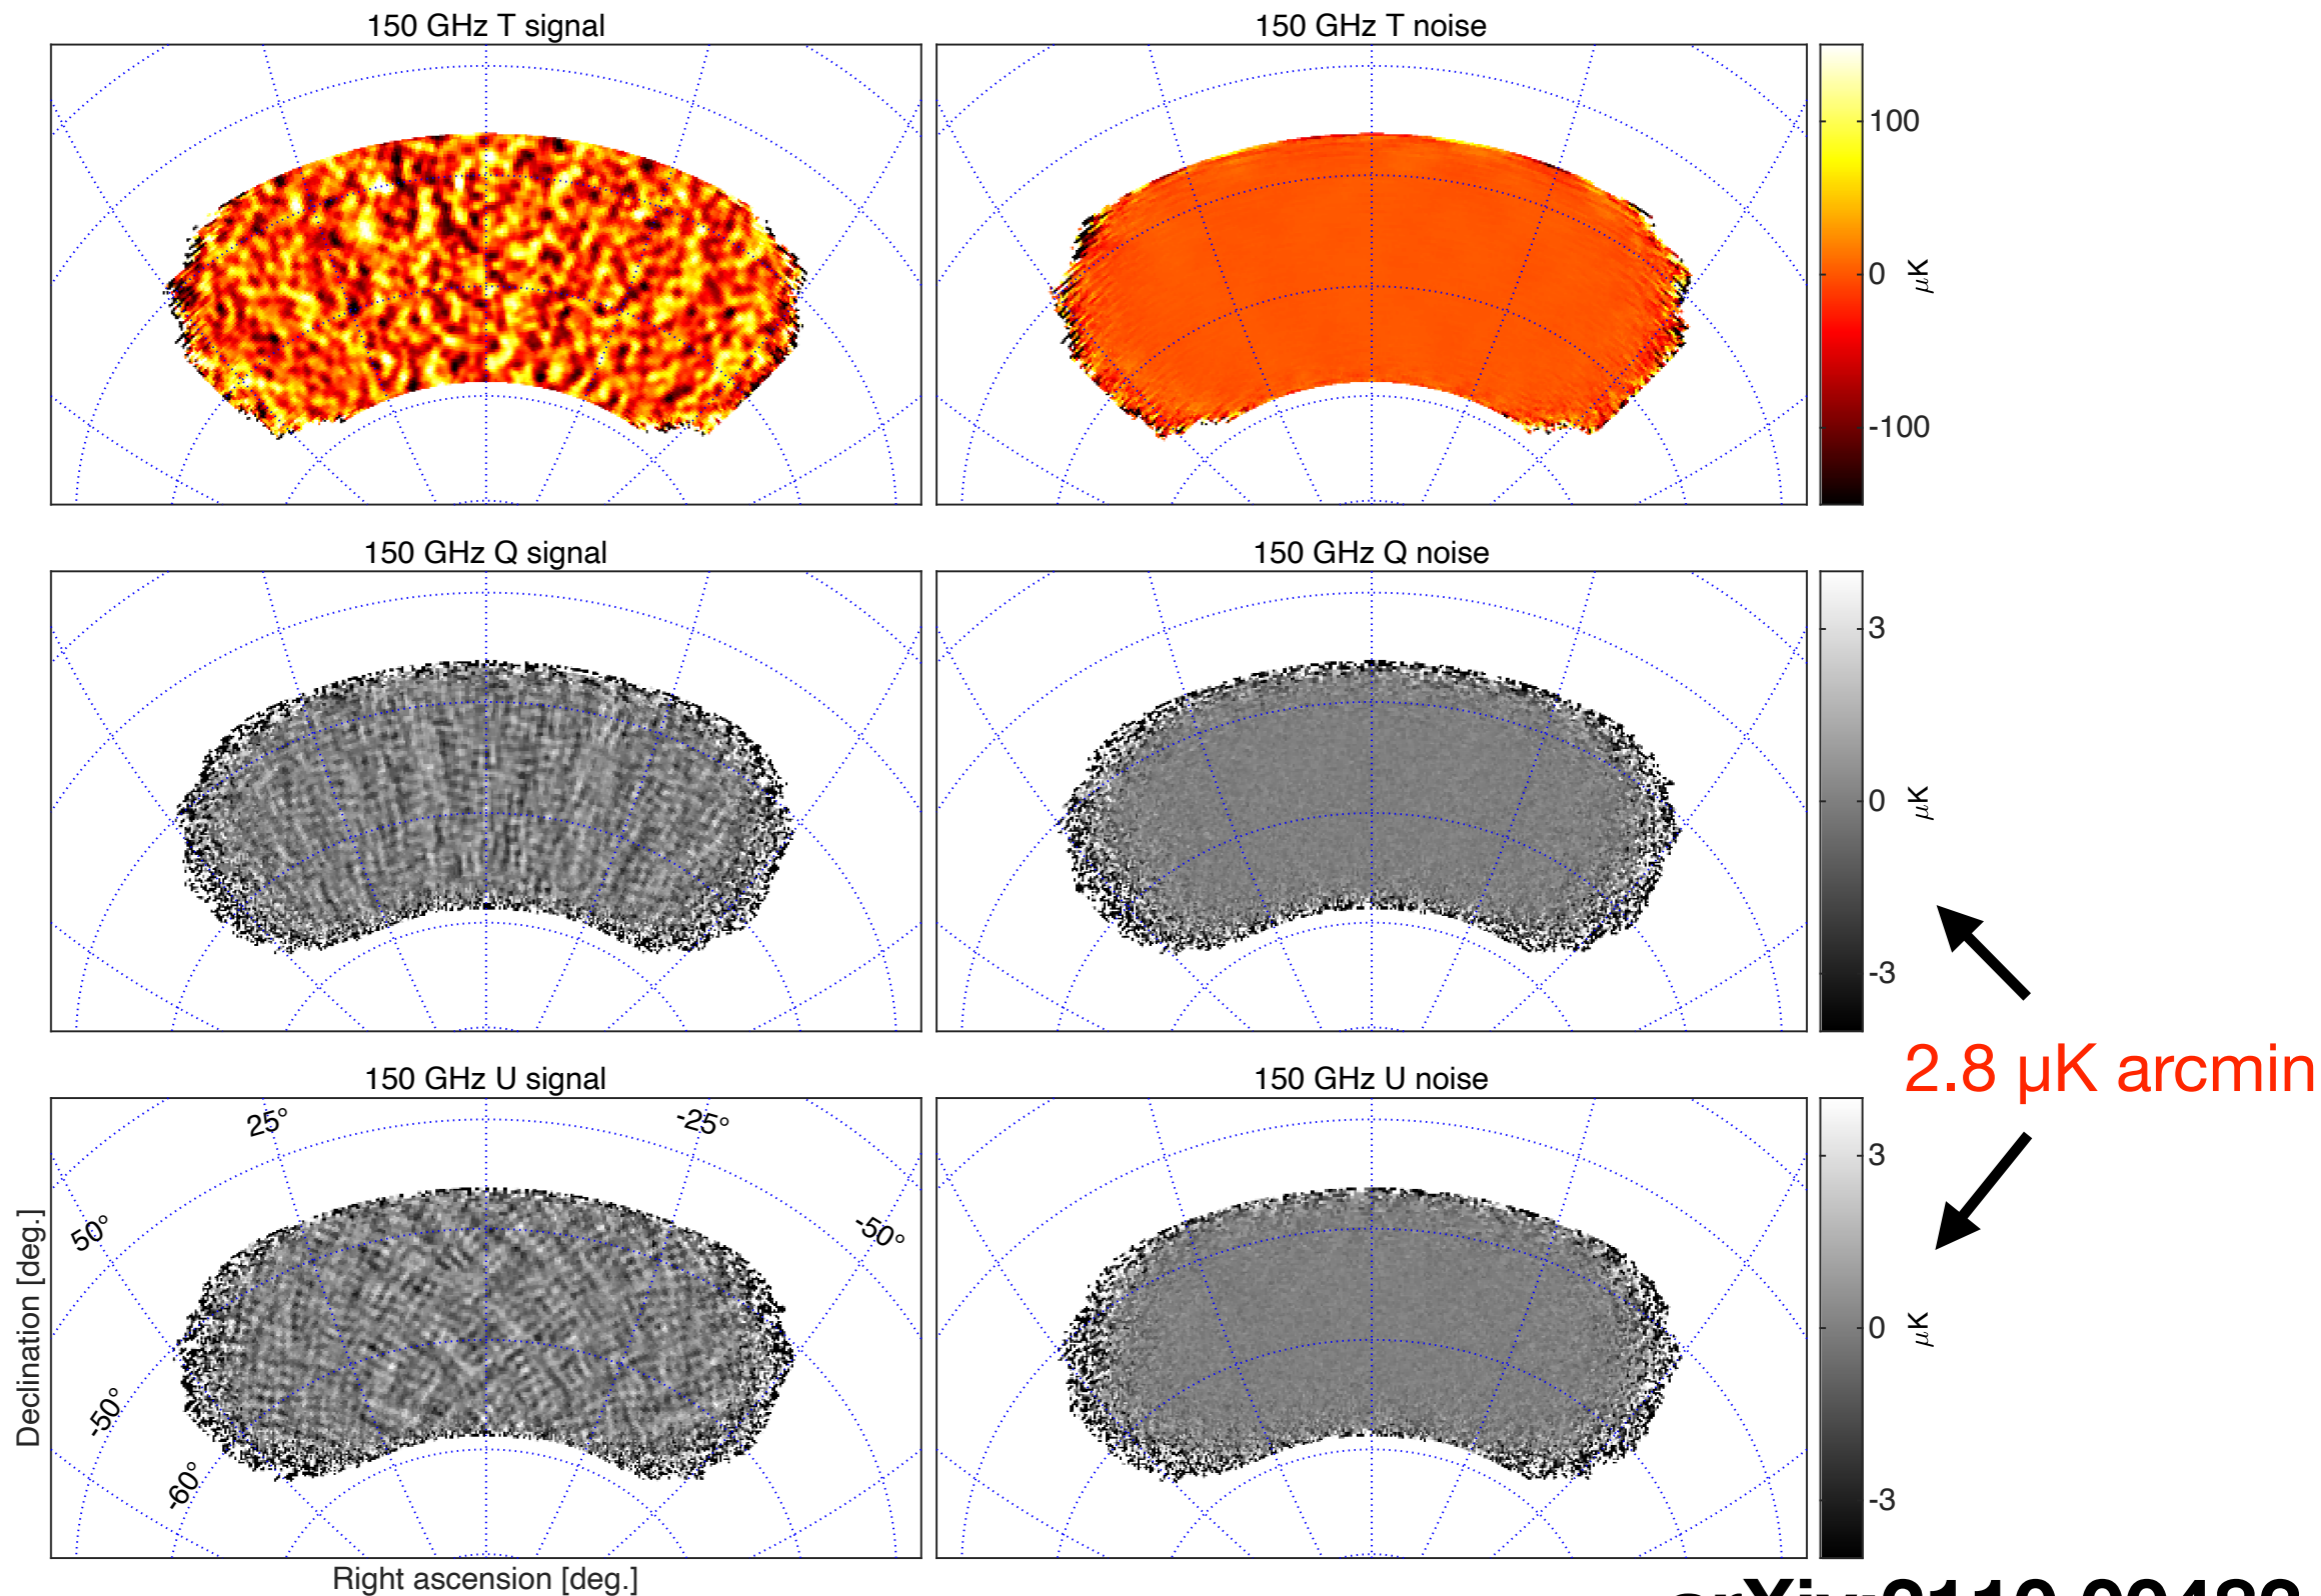 150 GHz T signal
150 GHz T noise
100
0
-100
μK
150 GHz Q signal
150 GHz Q noise
3
0
-3
μK
2.8 μK arcmin
150 GHz U signal
150 GHz U noise
25°
-25°
50°
-50°
-50°
-60°
3
0
-3
μK
Declination [deg.]
Right ascension [deg.]